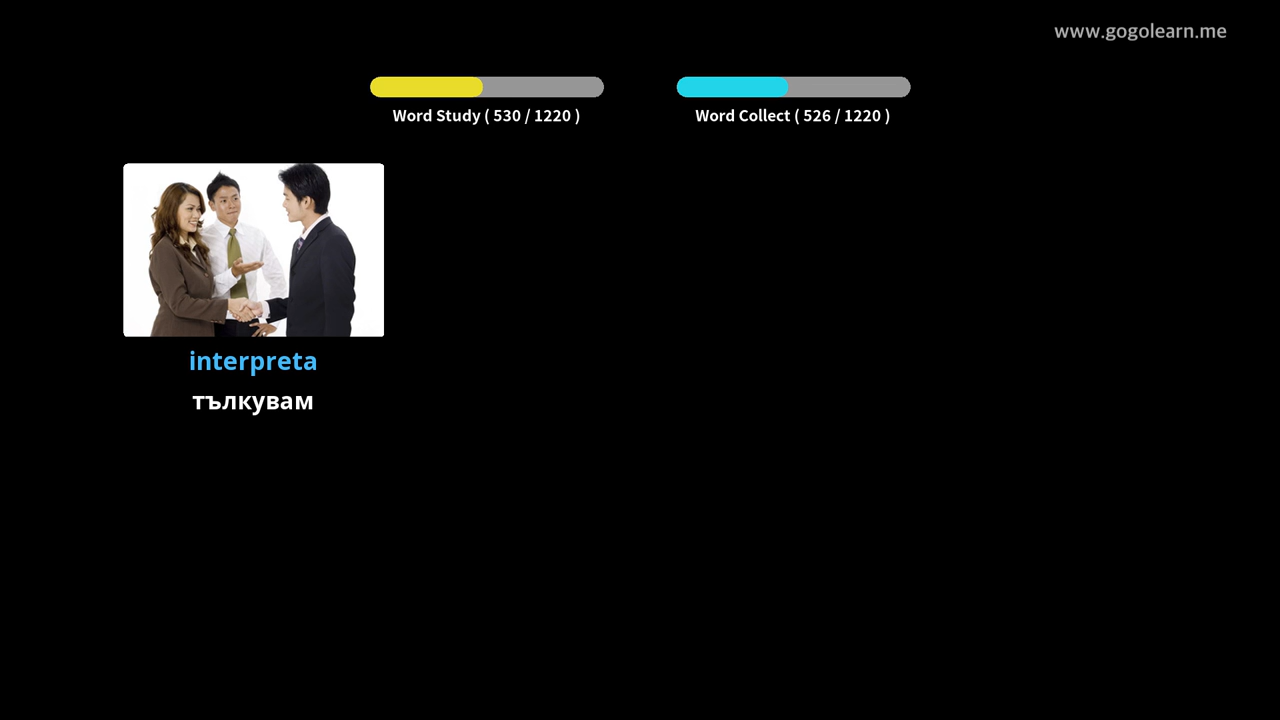 www.gogolearn.me
Word Study ( 530 / 1220 )
Word Collect ( 526 / 1220 )
interpreta
тълкувам